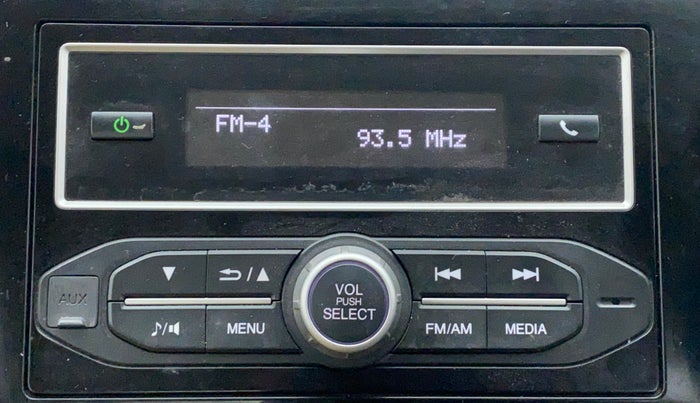 FM-4
93.5 MHz
AUX
VOL
PUSH
SELECT
MENU
FM/AM
MEDIA